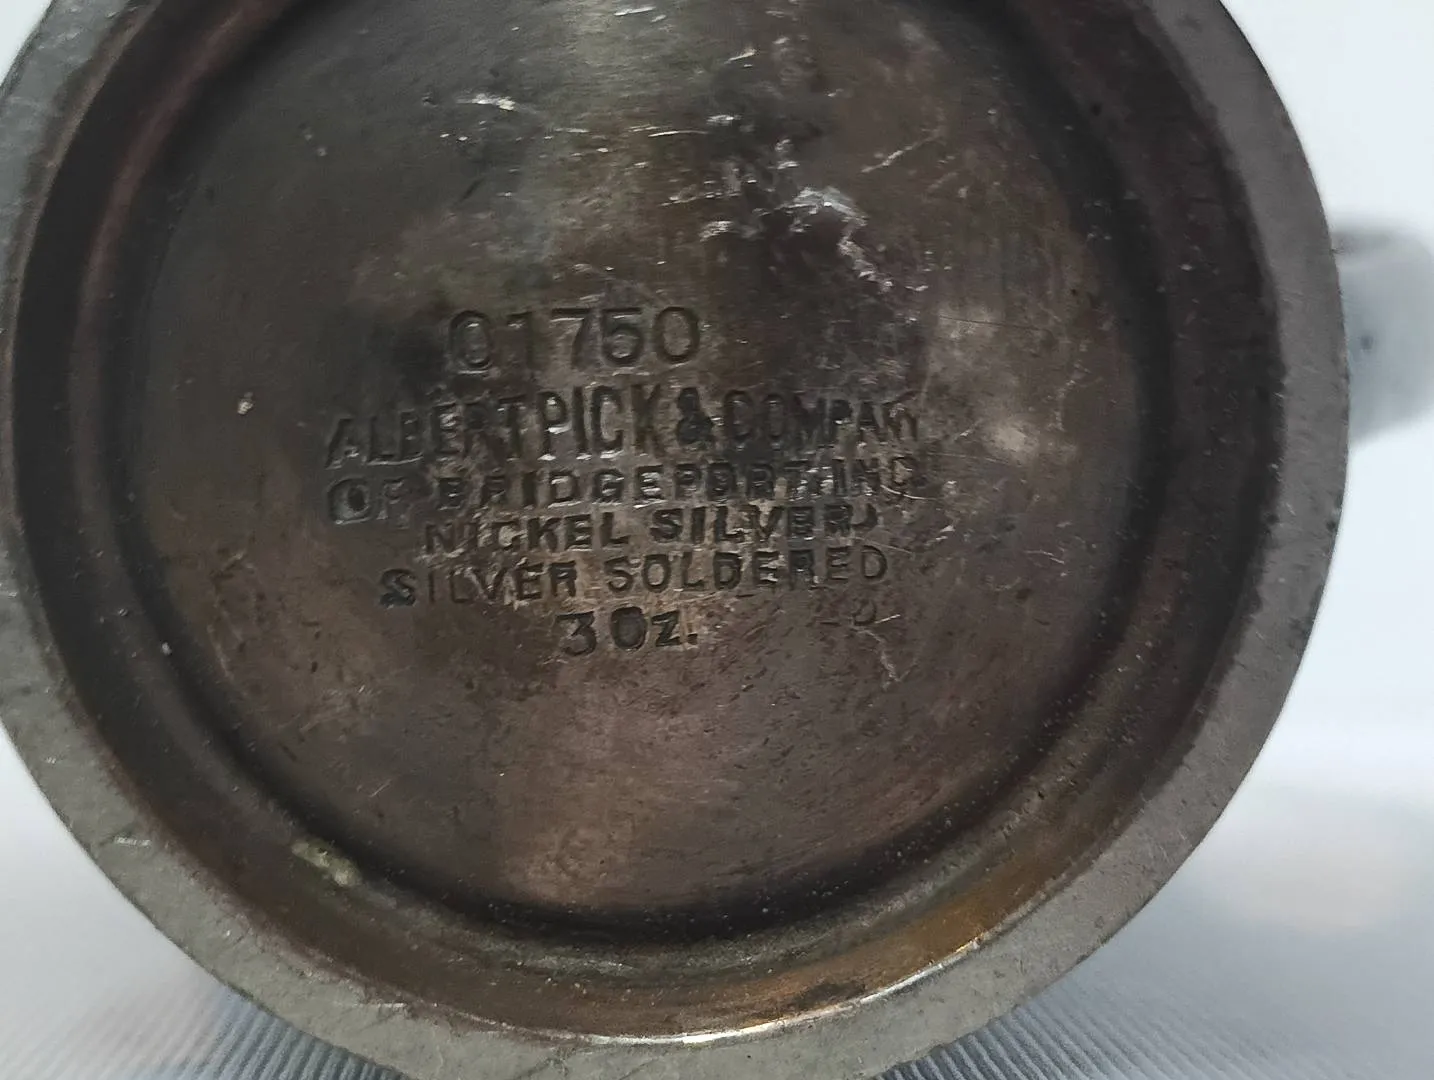 01750
ALBERT PICK & COMPANY
OF BRIDGEPORT. INC
NICKEL SILVER
SILVER SOLDERED
3 Oz.